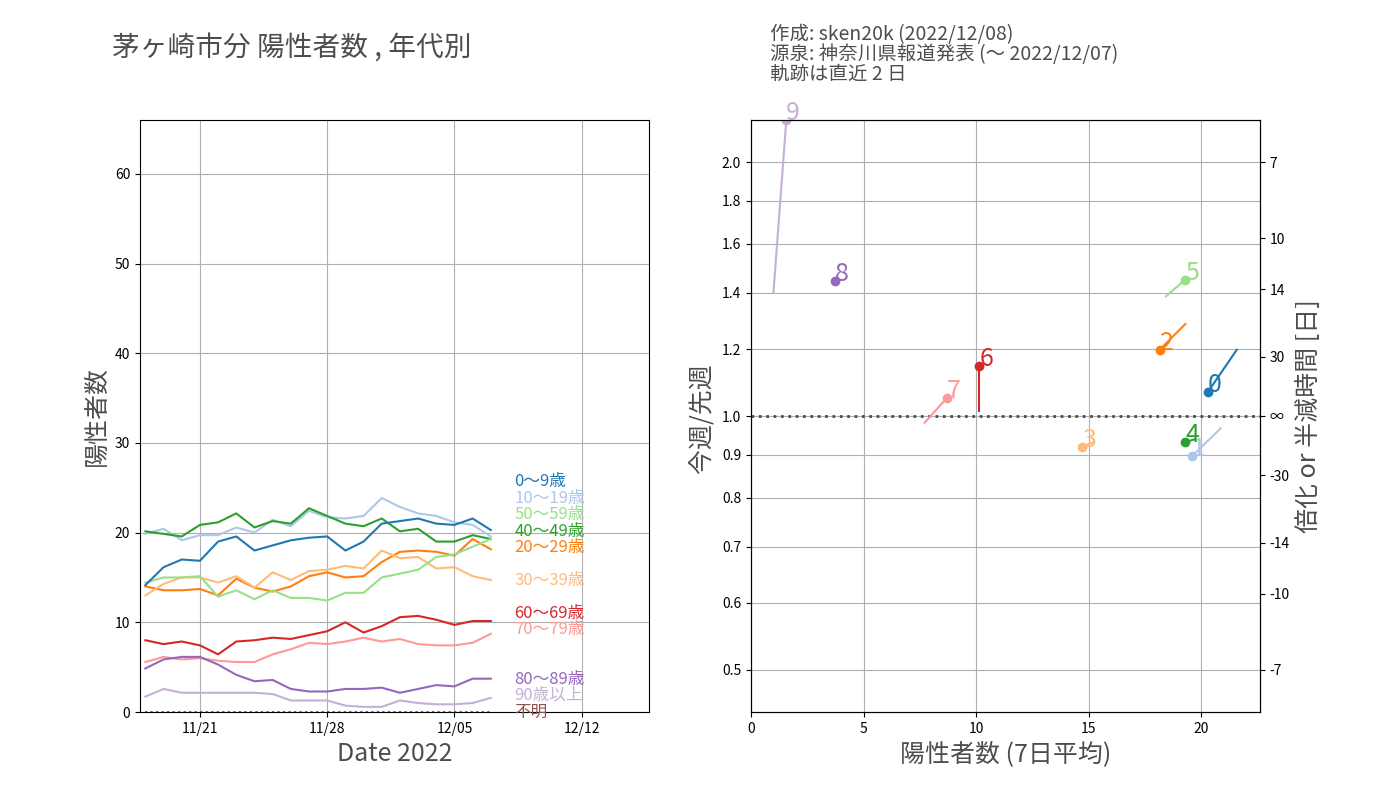 茅ヶ崎市分 陽性者数 , 年代別
作成: sken20k (2022/12/08)
源泉: 神奈川県報道発表 (〜 2022/12/07)
軌跡は直近 2 日
陽性者数
60
50
40
30
20
10
0
0〜9歳
10〜19歳
50〜59歳
40〜49歳
20〜29歳
30〜39歳
60〜69歳
70〜79歳
80〜89歳
90歳以上
不明
11/21
11/28
12/05
12/12
Date 2022
今週/先週
2.0
1.8
1.6
1.4
1.2
1.0
0.9
0.8
0.7
0.6
0.5
9
8
5
2
6
0
7
3
4
1
7
10
14
30
∞
-30
-14
-10
-7
倍化 or 半減時間 [日]
0
5
10
15
20
陽性者数 (7日平均)